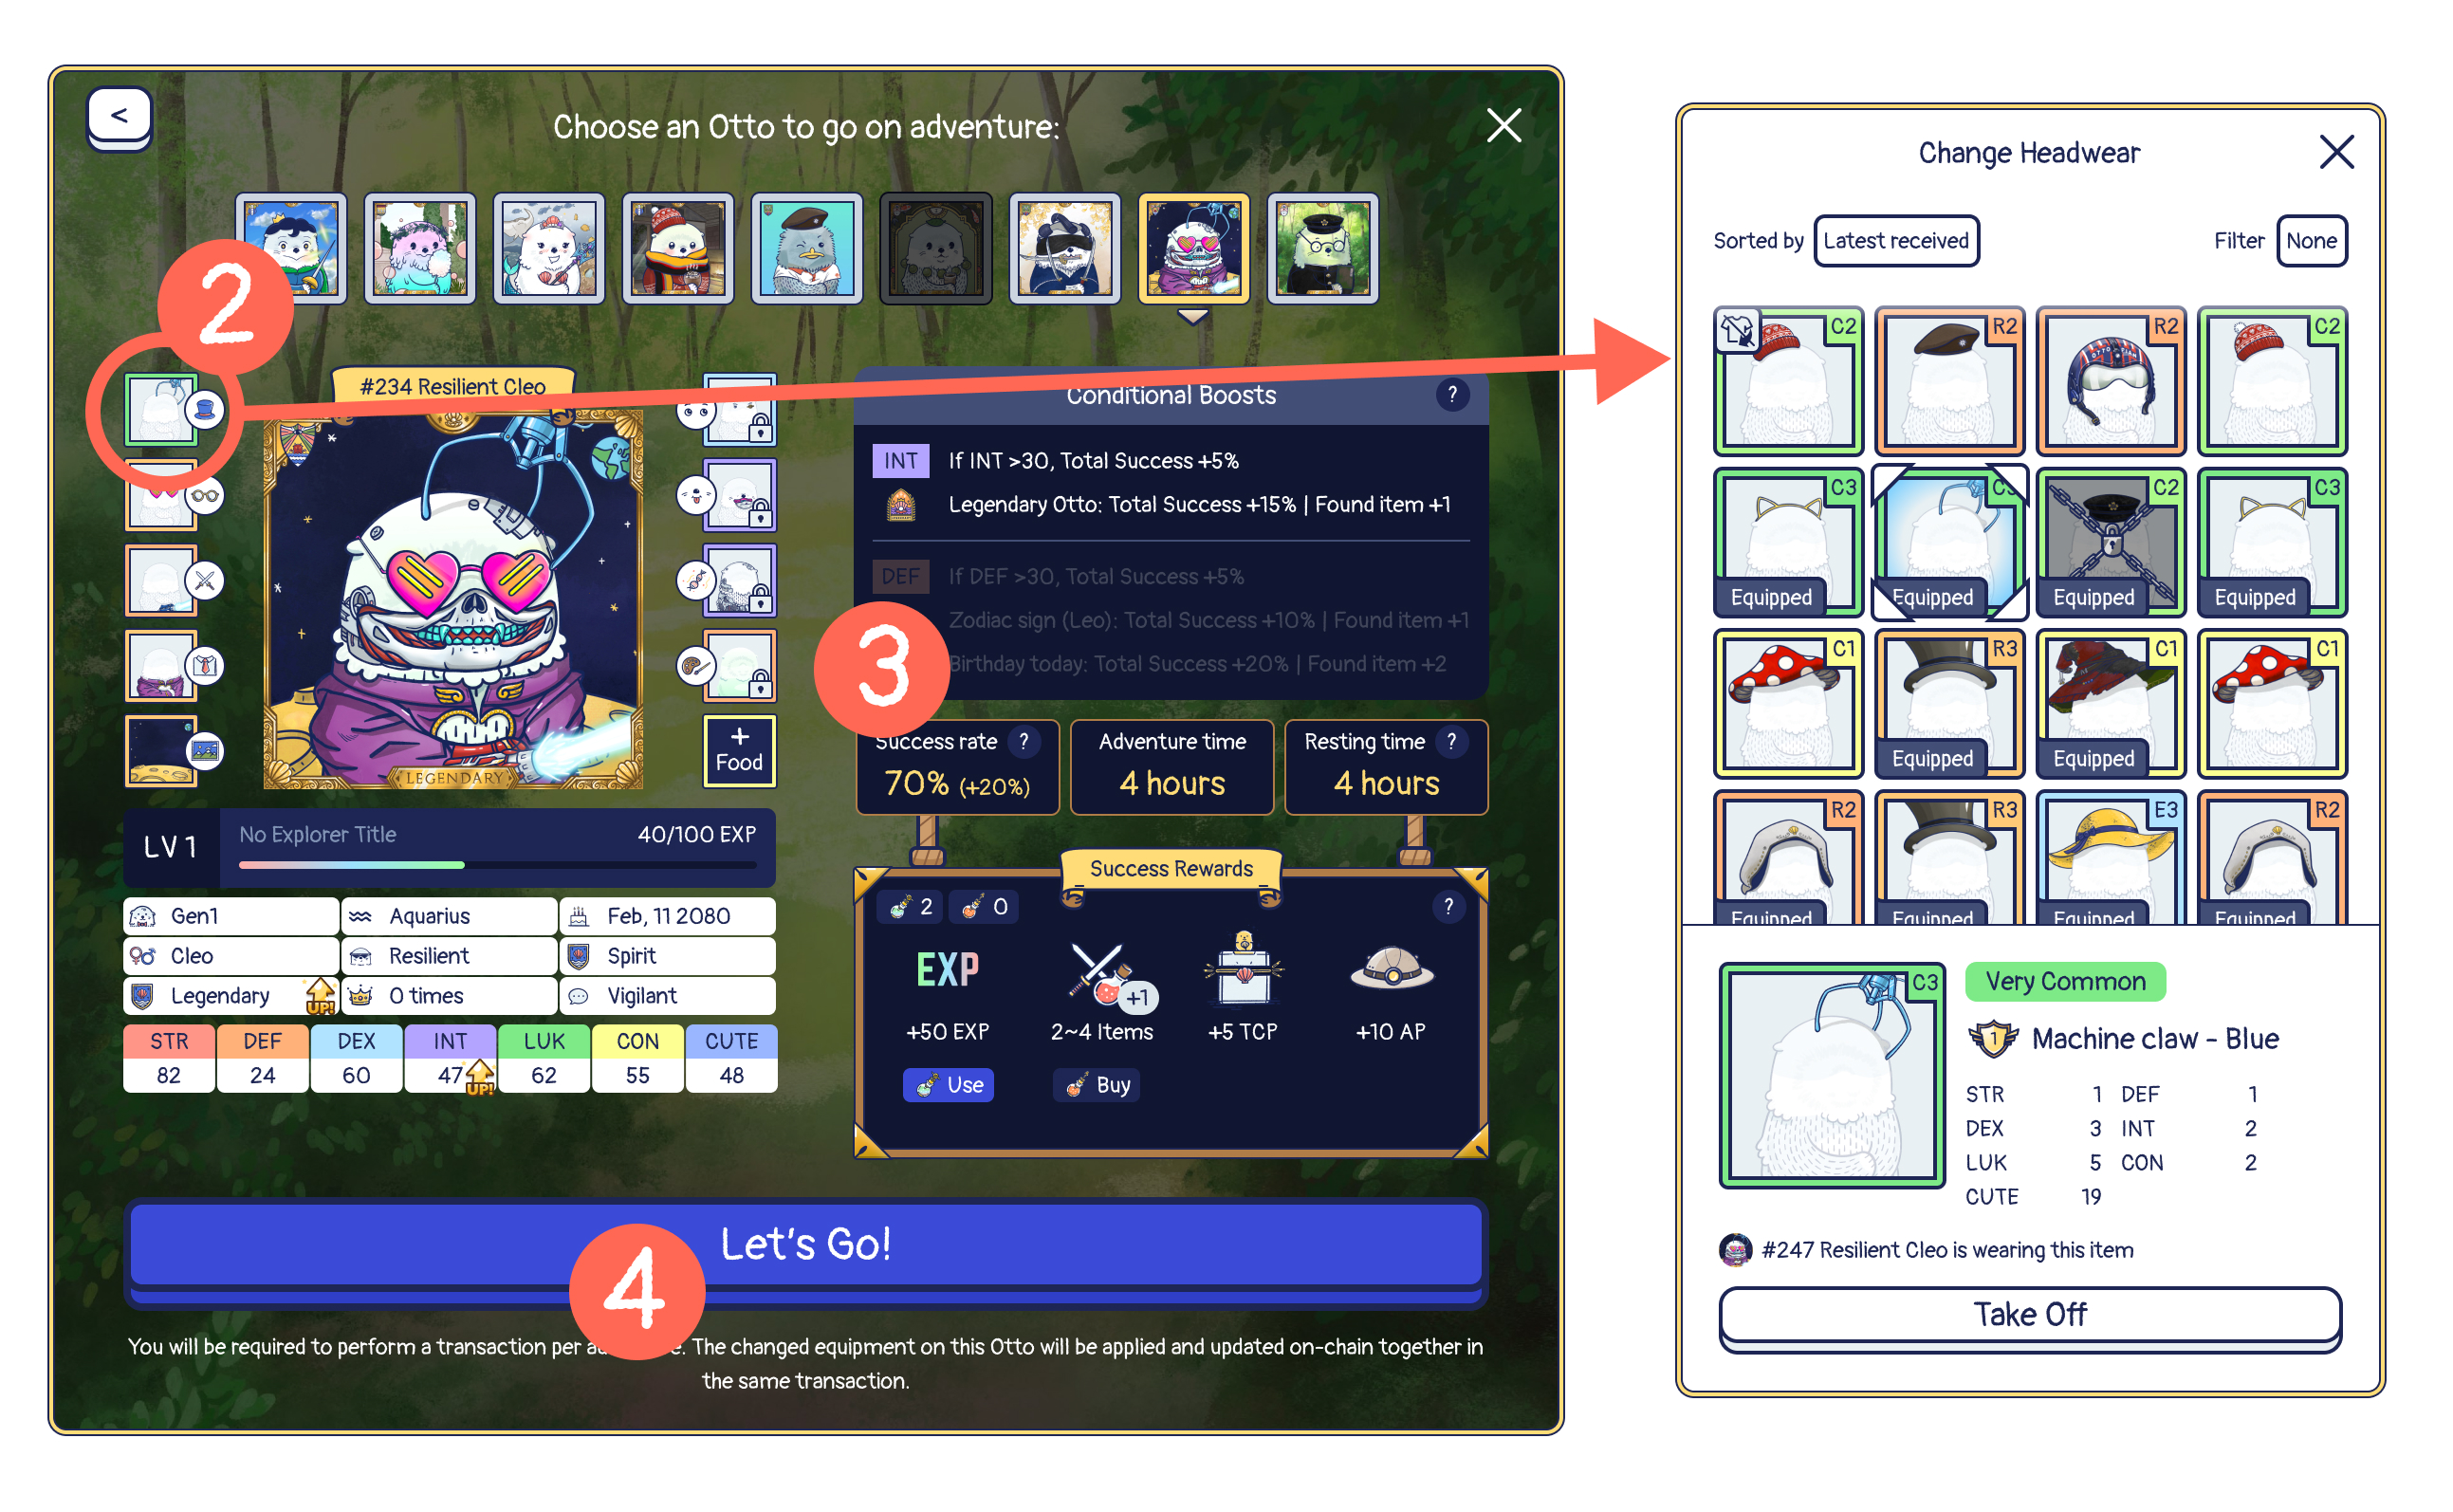 <
Choose an Otto to go on adventure:
2
#234 Resilient Cleo
LEGENDARY
+
Food
LV 1
No Explorer Title
40/100 EXP
Gen1
Aquarius
Feb, 11 2080
Cleo
Resilient
Spirit
Legendary
UP!
0 times
Vigilant
STR
DEF
DEX
INT
LUK
CON
CUTE
82
24
60
47
UP!
62
55
48
Conditional Boosts
?
INT
If INT >30, Total Success +5%
Legendary Otto: Total Success +15% | Found item +1
DEF
If DEF >30, Total Success +5%
Zodiac sign (Leo): Total Success +10% | Found item +1
Birthday today: Total Success +20% | Found item +2
3
Success rate
?
70% (+20%)
Adventure time
4 hours
Resting time
?
4 hours
Success Rewards
2
0
?
EXP
+1
+50 EXP
2~4 Items
+5 TCP
+10 AP
Use
Buy
Let's Go!
4
You will be required to perform a transaction per The changed equipment on this Otto will be applied and updated on-chain together in
the same transaction.
Change Headwear
Sorted by
Latest received
Filter
None
C2
R2
R2
C2
C3
Equipped
Equipped
C2
Equipped
C3
Equipped
C1
R3
Equipped
C1
Equipped
C1
R2
Equipped
R3
Equipped
E3
Equipped
R2
Equipped
C3
Very Common
1
Machine claw - Blue
STR 1 DEF 1
DEX 3 INT 2
LUK 5 CON 2
CUTE 19
#247 Resilient Cleo is wearing this item
Take Off